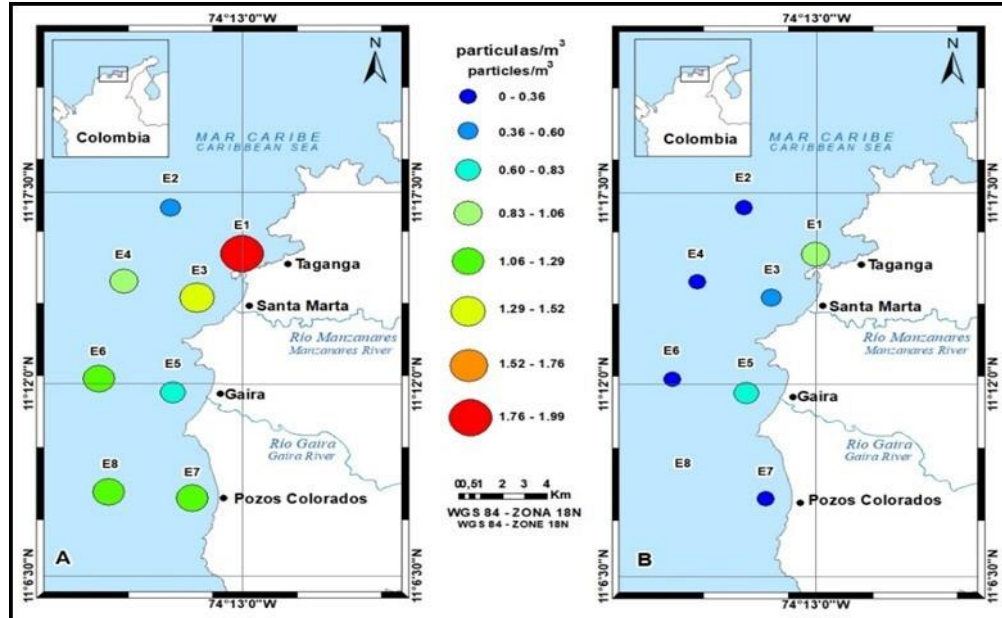 74°13'0"W
N
Colombia
MAR CARIBE
CARIBBEAN SEA
11°17'30"N
11°17'30"N
E2
E1
E4
E3
Taganga
Santa Marta
Río Manzanares
Manzanares River
E6
E5
11°12'0"N
11°12'0"N
Gaira
Río Gaira
Gaira River
E8
E7
Pozos Colorados
A
11°6'30"N
11°6'30"N
74°13'0"W
particulas/m³
particles/m³
0 - 0.36
0.36 - 0.60
0.60 - 0.83
0.83 - 1.06
1.06 - 1.29
1.29 - 1.52
1.52 - 1.76
1.76 - 1.99
00,51 2 3 4
Km
WGS 84 - ZONA 18N
WGS 84 - ZONE 18N
74°13'0"W
N
Colombia
MAR CARIBE
CARIBBEAN SEA
11°17'30"N
11°17'30"N
E2
E1
E4
E3
Taganga
Santa Marta
Río Manzanares
Manzanares River
E6
E5
11°12'0"N
11°12'0"N
Gaira
Río Gaira
Gaira River
E8
E7
Pozos Colorados
B
11°6'30"N
11°6'30"N
74°13'0"W